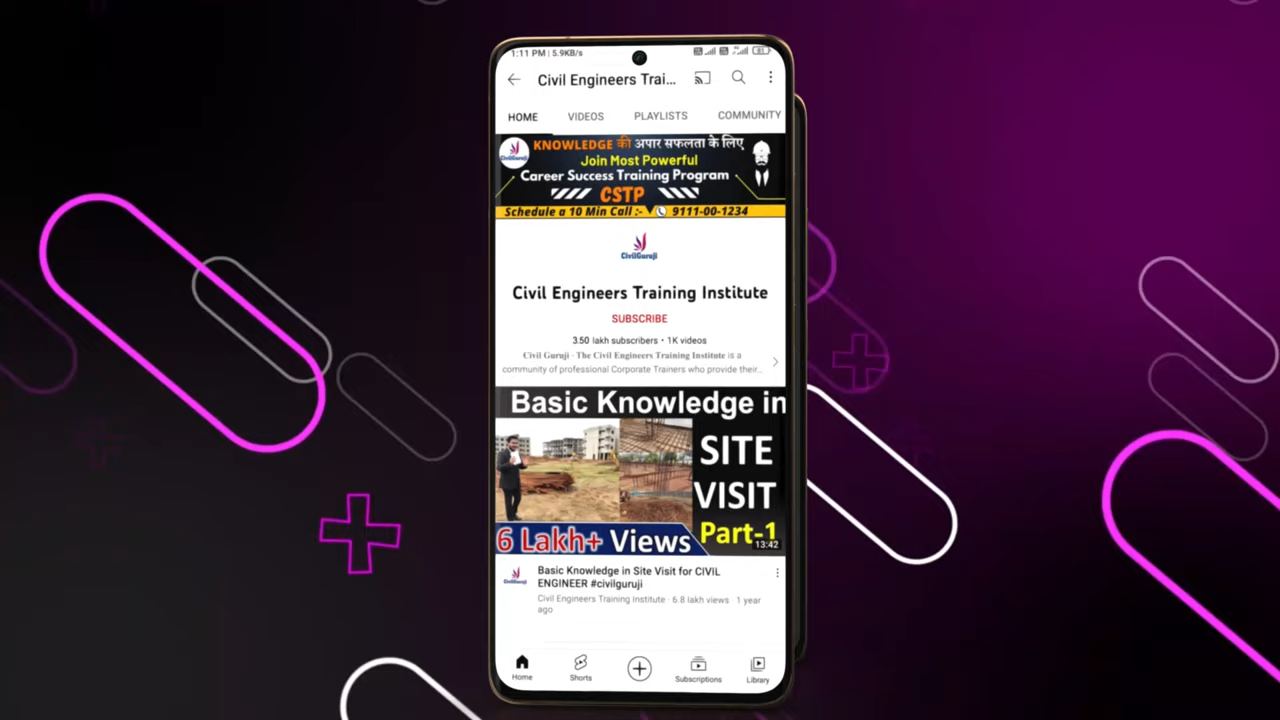 1:11 PM | 5.9KB/s
Civil Engineers Trai...
HOME VIDEOS PLAYLISTS COMMUNITY
CivilGuruji
KNOWLEDGE की अपार सफलता के लिए
Join Most Powerful
Career Success Training Program
CSTP
Schedule a 10 Min Call :- 9111-00-1234
CivilGuruji
Civil Engineers Training Institute
SUBSCRIBE
3.50 lakh subscribers • 1K videos
Civil Guruji - The Civil Engineers Training Institute is a
community of professional Corporate Trainers who provide their...
Basic Knowledge in
SITE
VISIT
Part-1
6 Lakh+ Views
13:42
Basic Knowledge in Site Visit for CIVIL
ENGINEER #civilguruji
Civil Engineers Training Institute · 6.8 lakh views · 1 year
ago
Home Shorts Subscriptions Library